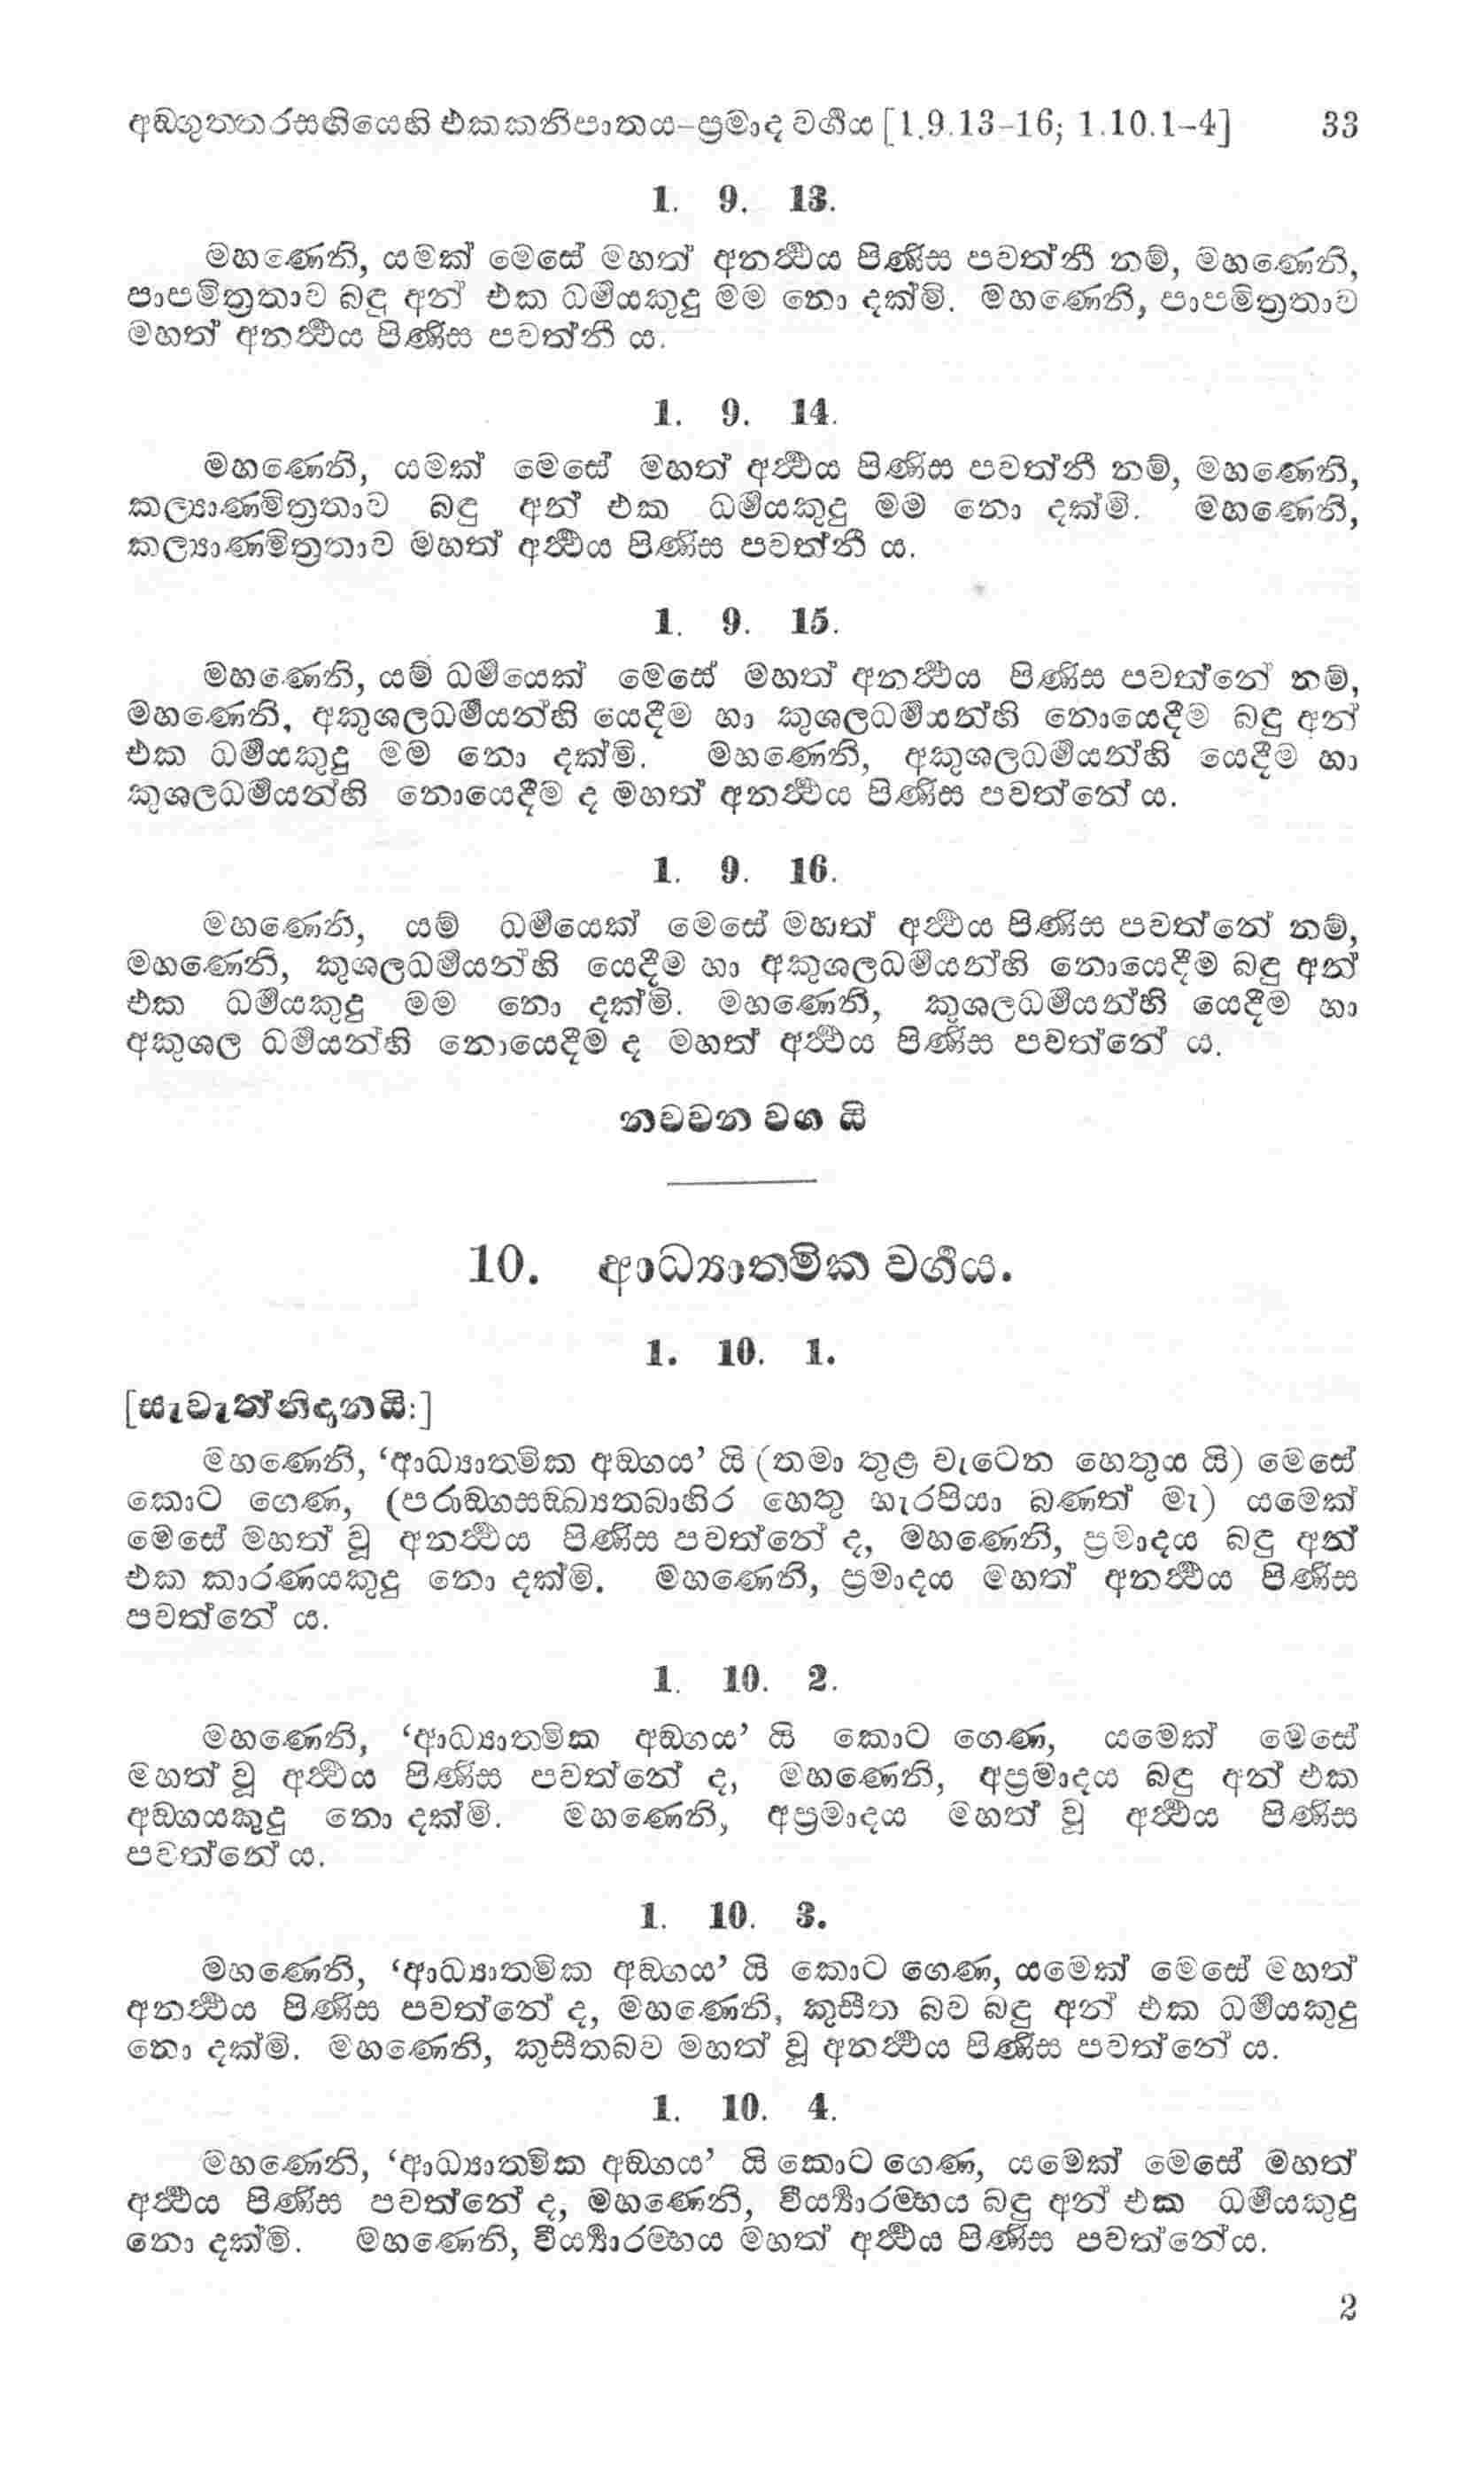 අඞ්ගුත්තරසඟියෙහි එකකනිපාතය–ප්‍රමාද වර්‍ගය [1.9.13–16; 1.10.1–4] 33
1. 9. 13.
මහණෙනි, යමක් මෙසේ මහත් අනර්‍ත්‍ථය පිණිස පවත්නී නම්, මහණෙනි,
පාපමිත්‍රතාව බඳු අන් එක ධර්‍මයකුදු මම නො දක්මි. මහණෙනි, පාපමිත්‍රතාව
මහත් අනර්‍ත්‍ථය පිණිස පවත්නී ය.
1. 9. 14.
මහණෙනි, යමක් මෙසේ මහත් අර්‍ත්‍ථය පිණිස පවත්නී නම්, මහණෙනි,
කල්‍යාණමිත්‍රතාව බඳු අන් එක ධර්‍මයකුදු මම නො දක්මි. මහණෙනි,
කල්‍යාණමිත්‍රතාව මහත් අර්‍ත්‍ථය පිණිස පවත්නී ය.
1. 9. 15.
මහණෙනි, යම් ධර්‍මයෙක් මෙසේ මහත් අනර්‍ත්‍ථය පිණිස පවත්නේ නම්,
මහණෙනි, අකුශලධර්‍මයන්හි යෙදීම හා කුශලධර්‍මයන්හි නොයෙදීම බඳු අන්
එක ධර්‍මයකුදු මම නො දක්මි. මහණෙනි, අකුශලධර්‍මයන්හි යෙදීම හා
කුශලධර්‍මයන්හි නොයෙදීම ද මහත් අනර්‍ත්‍ථය පිණිස පවත්නේ ය.
1. 9. 16.
මහණෙනි, යම් ධර්‍මයෙක් මෙසේ මහත් අර්‍ත්‍ථය පිණිස පවත්නේ නම්,
මහණෙනි, කුශලධර්‍මයන්හි යෙදීම හා අකුශලධර්‍මයන්හි නොයෙදීම බඳු අන්
එක ධර්‍මයකුදු මම නො දක්මි. මහණෙනි, කුශලධර්‍මයන්හි යෙදීම හා
අකුශල ධර්‍මයන්හි නොයෙදීම ද මහත් අර්‍ත්‍ථය පිණිස පවත්නේ ය.
නවවන වග යි
10. ආධ්‍යාත්මික වර්‍ගය.
1. 10. 1.
[සැවැත්නිදානයි:]
මහණෙනි, ‘ආධ්‍යාත්මික අඞ්ගය’ යි (තමා තුළ වැටෙන හෙතුය යි) මෙසේ
කොට ගෙණ, (පරාඞ්ගසඞ්ඛ්‍යාතබාහිර හෙතු හැරපියා බණත් මැ) යමෙක්
මෙසේ මහත් වූ අනර්‍ත්‍ථය පිණිස පවත්නේ ද, මහණෙනි, ප්‍රමාදය බඳු අන්
එක කාරණයකුදු නො දක්මි. මහණෙනි, ප්‍රමාදය මහත් අනර්‍ත්‍ථය පිණිස
පවත්නේ ය.
1. 10. 2.
මහණෙනි, ‘ආධ්‍යාත්මික අඞ්ගය’ යි කොට ගෙණ, යමෙක් මෙසේ
මහත් වූ අර්‍ත්‍ථය පිණිස පවත්නේ ද, මහණෙනි, අප්‍රමාදය බඳු අන් එක
අඞ්ගයකුදු නො දක්මි. මහණෙනි, අප්‍රමාදය මහත් වූ අර්‍ත්‍ථය පිණිස
පවත්නේ ය.
1. 10. 3.
මහණෙනි, ‘ආධ්‍යාත්මික අඞ්ගය’ යි කොට ගෙණ, යමෙක් මෙසේ මහත්
අනර්‍ත්‍ථය පිණිස පවත්නේ ද, මහණෙනි, කුසීත බව බඳු අන් එක ධර්‍මයකුදු
නො දක්මි. මහණෙනි, කුසීතබව මහත් වූ අනර්‍ත්‍ථය පිණිස පවත්නේ ය.
1. 10. 4.
මහණෙනි, ‘ආධ්‍යාත්මික අඞ්ගය’ යි කොට ගෙණ, යමෙක් මෙසේ මහත්
අර්‍ත්‍ථය පිණිස පවත්නේ ද, මහණෙනි, වීර්‍ය්‍යාරම්භය බඳු අන් එක ධර්‍මයකුදු
නො දක්මි. මහණෙනි, වීර්‍ය්‍යාරම්භය මහත් අර්‍ත්‍ථය පිණිස පවත්නේය.
2